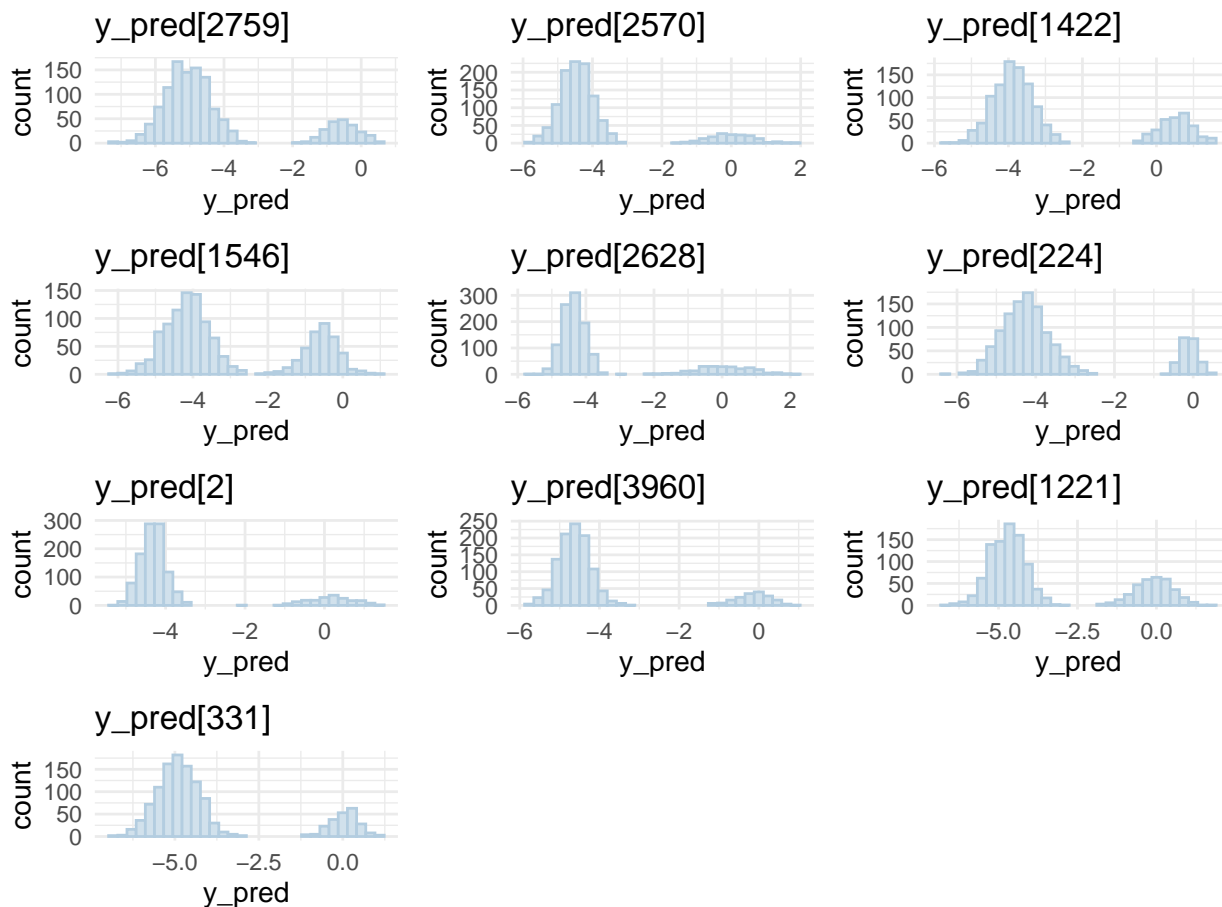 y_pred[2759]
y_pred[2570]
y_pred[1422]
count
150
100
50
0
−6
−4
−2
0
y_pred
count
200
150
100
50
0
−6
−4
−2
0
2
y_pred
count
150
100
50
0
−6
−4
−2
0
y_pred
y_pred[1546]
y_pred[2628]
y_pred[224]
count
150
100
50
0
−6
−4
−2
0
y_pred
count
300
200
100
0
−6
−4
−2
0
2
y_pred
count
150
100
50
0
−6
−4
−2
0
y_pred
y_pred[2]
y_pred[3960]
y_pred[1221]
count
300
200
100
0
−4
−2
0
y_pred
count
250
200
150
100
50
0
−6
−4
−2
0
y_pred
count
150
100
50
0
−5.0
−2.5
0.0
y_pred
y_pred[331]
count
150
100
50
0
−5.0
−2.5
0.0
y_pred